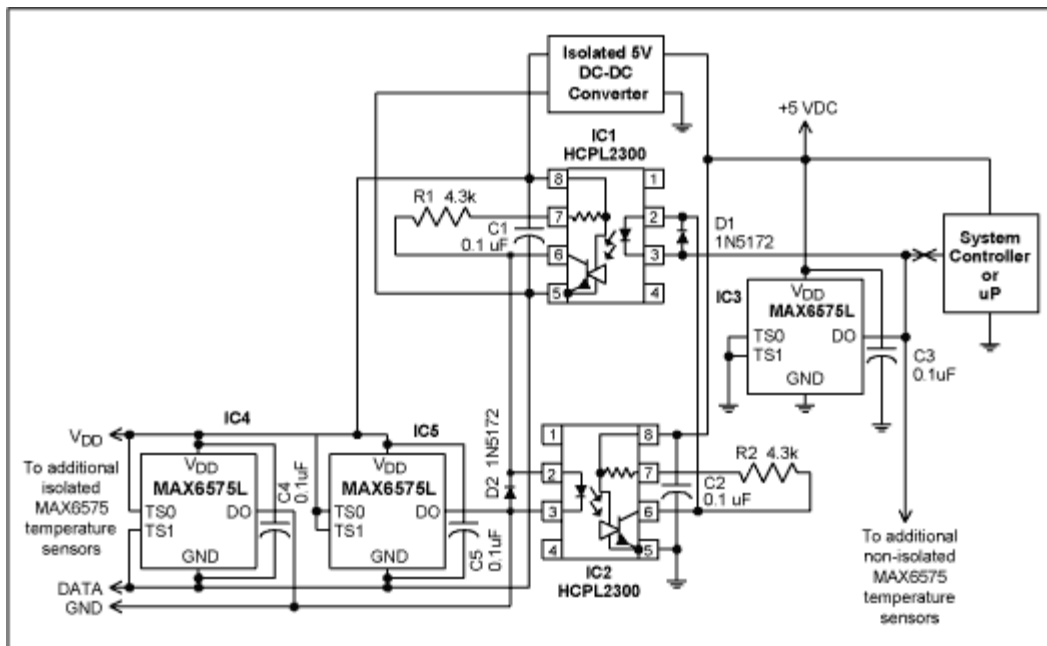 Isolated 5V
DC-DC
Converter
+5 VDC
IC1
HCPL2300
8
7
6
5
1
2
3
4
R1 4.3k
C1
0.1 uF
D1
1N5172
System
Controller
or
uP
IC3
VDD
MAX6575L
TS0
TS1
DO
GND
C3
0.1uF
IC4
VDD
VDD
MAX6575L
TS0
TS1
DO
GND
C4
0.1uF
To additional
isolated
MAX6575
temperature
sensors
DATA
GND
IC5
VDD
MAX6575L
TS0
TS1
DO
GND
C5
0.1uF
D2 1N5172
1
2
3
4
8
7
6
5
IC2
HCPL2300
R2 4.3k
C2
0.1 uF
To additional
non-isolated
MAX6575
temperature
sensors